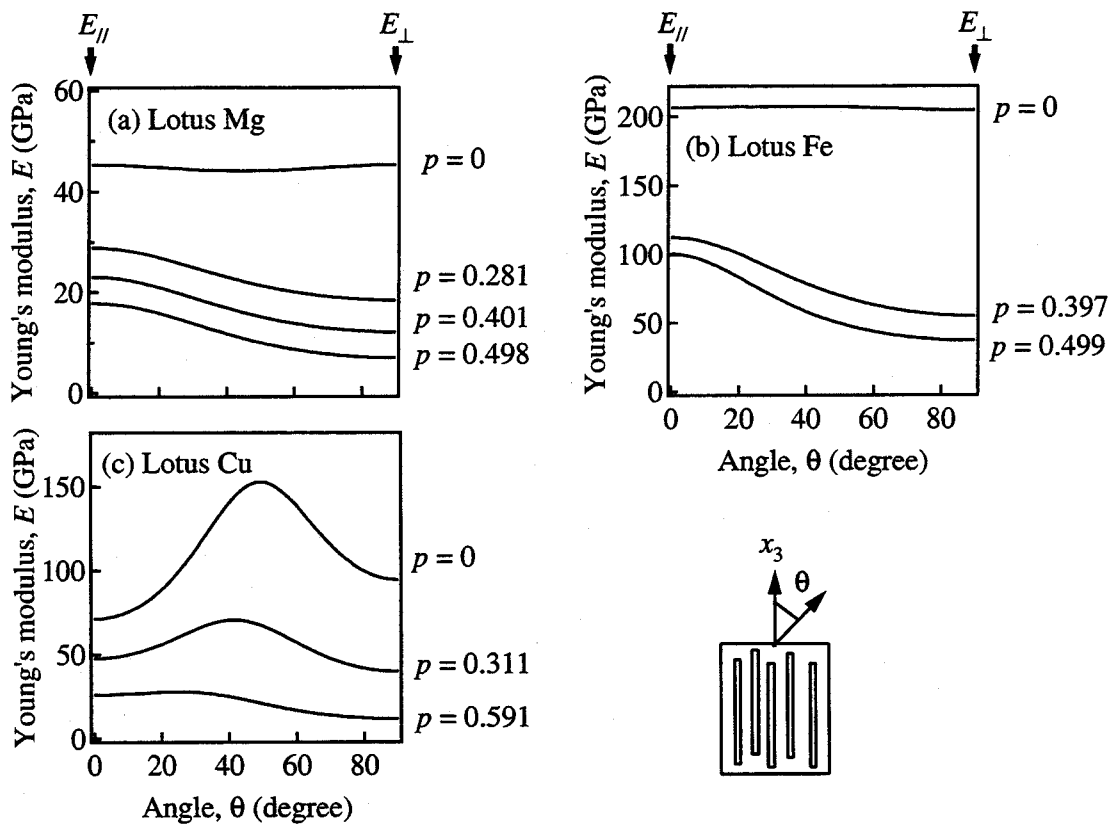 E// E⊥
Young's modulus, E (GPa)
60
40
20
0
(a) Lotus Mg
p = 0
p = 0.281
p = 0.401
p = 0.498
E// E⊥
Young's modulus, E (GPa)
200
150
100
50
0
(b) Lotus Fe
p = 0
p = 0.397
p = 0.499
0 20 40 60 80
Angle, θ (degree)
Young's modulus, E (GPa)
150
100
50
0
(c) Lotus Cu
p = 0
p = 0.311
p = 0.591
0 20 40 60 80
Angle, θ (degree)
x₃
θ